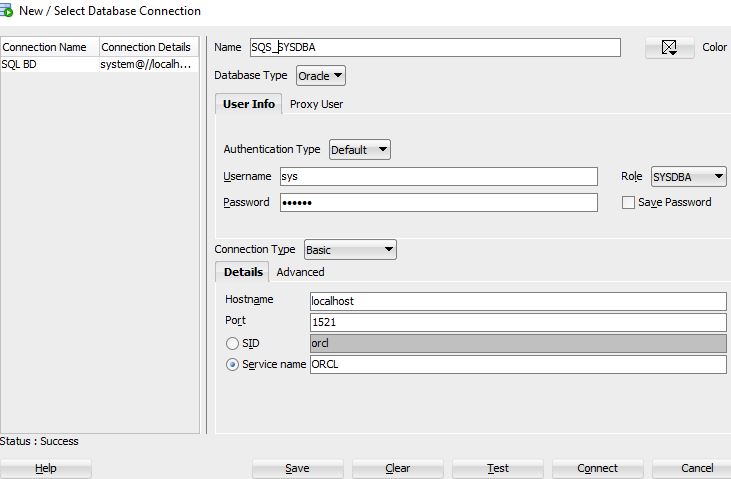 New / Select Database Connection
Connection Name Connection Details
SQL BD system@//localh...
Name SQS_SYSDBA Color
Database Type Oracle
User Info Proxy User
Authentication Type Default
Username sys Role SYSDBA
Password •••••• Save Password
Connection Type Basic
Details Advanced
Hostname localhost
Port 1521
SID orcl
Service name ORCL
Status : Success
Help Save Clear Test Connect Cancel